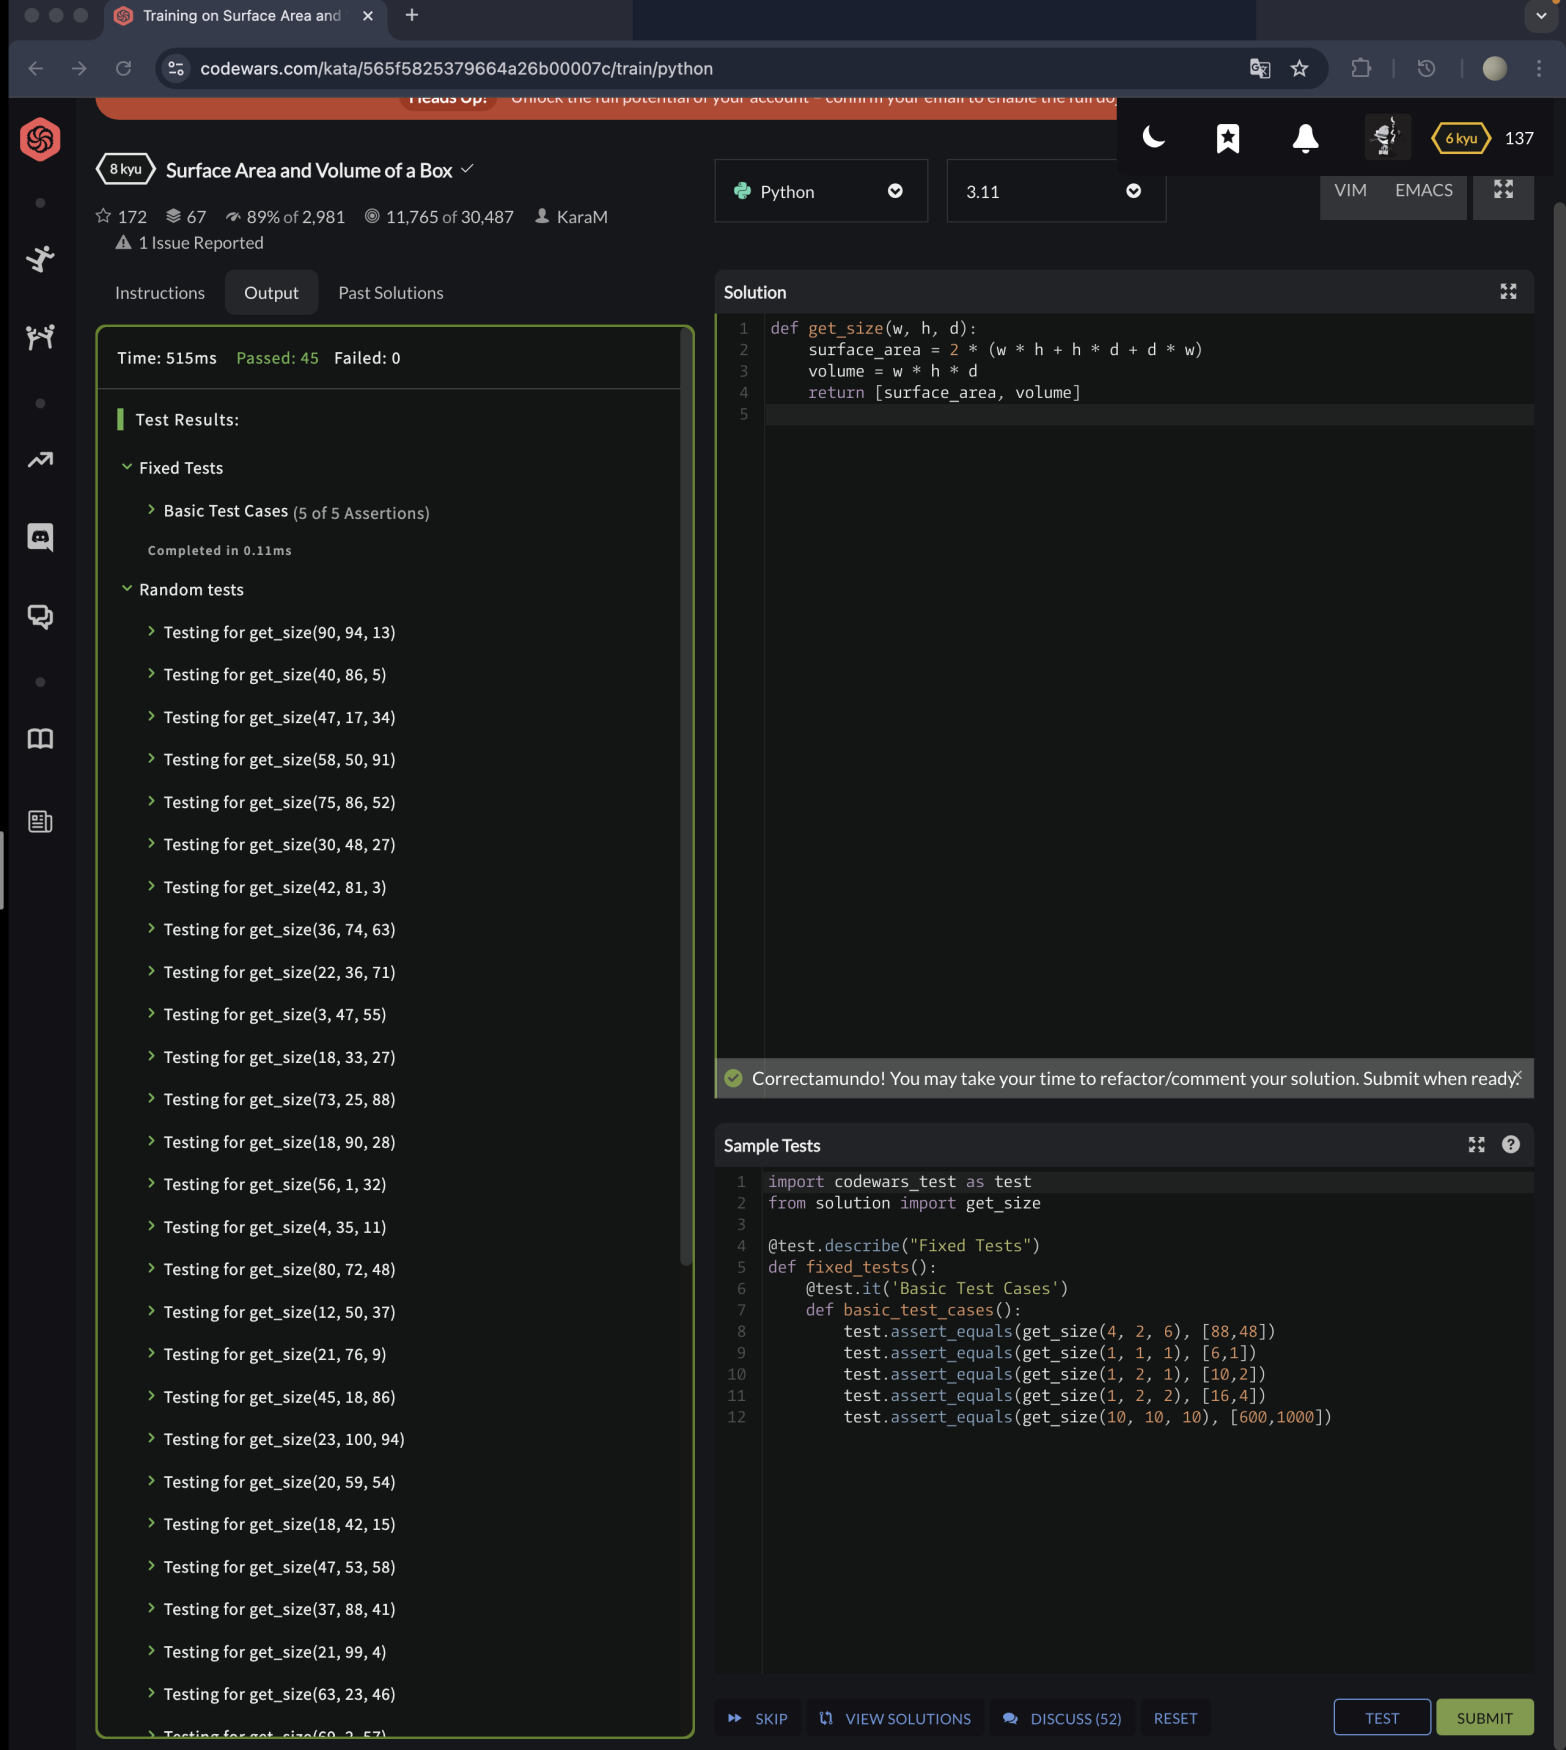 Training on Surface Area and
codewars.com/kata/565f5825379664a26b00007c/train/python
Heads Up! Unlock the full potential of your account – confirm your email to enable the full do
6 kyu 137
8 kyu Surface Area and Volume of a Box
172 67 89% of 2,981 11,765 of 30,487 KaraM
1 Issue Reported
Python
3.11
VIM EMACS
Instructions Output Past Solutions
Time: 515ms Passed: 45 Failed: 0
Test Results:
Fixed Tests
Basic Test Cases (5 of 5 Assertions)
Completed in 0.11ms
Random tests
Testing for get_size(90, 94, 13)
Testing for get_size(40, 86, 5)
Testing for get_size(47, 17, 34)
Testing for get_size(58, 50, 91)
Testing for get_size(75, 86, 52)
Testing for get_size(30, 48, 27)
Testing for get_size(42, 81, 3)
Testing for get_size(36, 74, 63)
Testing for get_size(22, 36, 71)
Testing for get_size(3, 47, 55)
Testing for get_size(18, 33, 27)
Testing for get_size(73, 25, 88)
Testing for get_size(18, 90, 28)
Testing for get_size(56, 1, 32)
Testing for get_size(4, 35, 11)
Testing for get_size(80, 72, 48)
Testing for get_size(12, 50, 37)
Testing for get_size(21, 76, 9)
Testing for get_size(45, 18, 86)
Testing for get_size(23, 100, 94)
Testing for get_size(20, 59, 54)
Testing for get_size(18, 42, 15)
Testing for get_size(47, 53, 58)
Testing for get_size(37, 88, 41)
Testing for get_size(21, 99, 4)
Testing for get_size(63, 23, 46)
Testing for get_size(69, 2, 57)
Solution
1 def get_size(w, h, d):
2     surface_area = 2 * (w * h + h * d + d * w)
3     volume = w * h * d
4     return [surface_area, volume]
5
Correctamundo! You may take your time to refactor/comment your solution. Submit when ready.
Sample Tests
1 import codewars_test as test
2 from solution import get_size
3
4 @test.describe("Fixed Tests")
5 def fixed_tests():
6     @test.it('Basic Test Cases')
7     def basic_test_cases():
8         test.assert_equals(get_size(4, 2, 6), [88,48])
9         test.assert_equals(get_size(1, 1, 1), [6,1])
10         test.assert_equals(get_size(1, 2, 1), [10,2])
11         test.assert_equals(get_size(1, 2, 2), [16,4])
12         test.assert_equals(get_size(10, 10, 10), [600,1000])
SKIP VIEW SOLUTIONS DISCUSS (52) RESET TEST SUBMIT